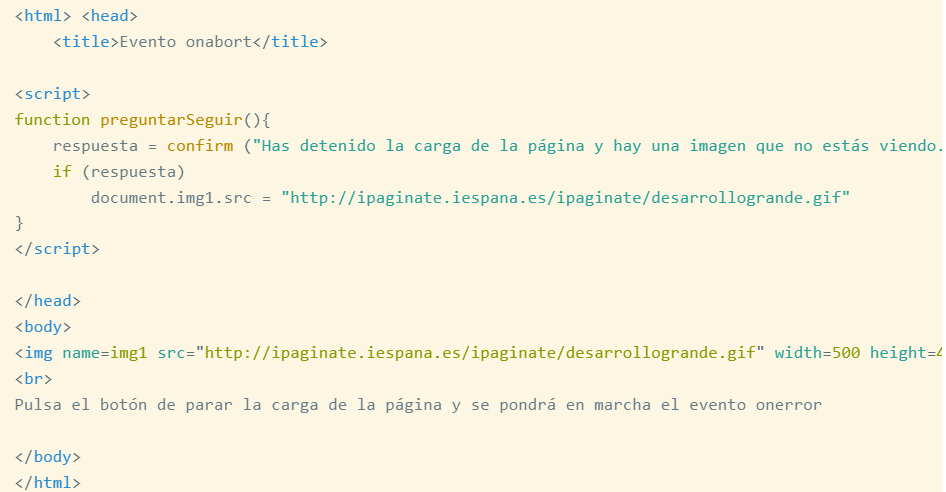 <html> <head>
<title>Evento onabort</title>
<script>
function preguntarSeguir(){
respuesta = confirm ("Has detenido la carga de la página y hay una imagen que no estás viendo.
if (respuesta)
document.img1.src = "http://ipaginate.iespana.es/ipaginate/desarrollogrande.gif"
}
</script>
</head>
<body>
<img name=img1 src="http://ipaginate.iespana.es/ipaginate/desarrollogrande.gif" width=500 height=4
<br>
Pulsa el botón de parar la carga de la página y se pondrá en marcha el evento onerror
</body>
</html>